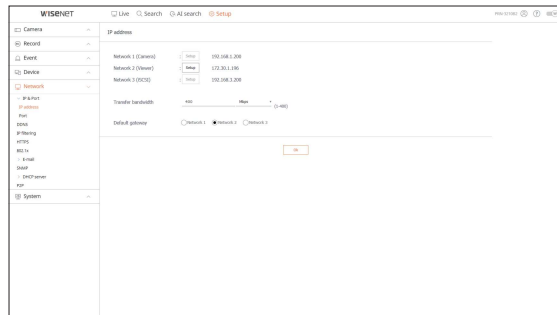 WISENET
Live Search AI search Setup
Camera
Record
Event
Device
Network
IP & Port
IP address
Port
DDNS
IP filtering
HTTPS
802.1x
E-mail
SNMP
DHCP server
P2P
System
IP address
Network 1 (Camera) : Setup 192.168.1.200
Network 2 (Viewer) : Setup 172.30.1.196
Network 3 (iSCSI) : Setup 192.168.3.200
Transfer bandwidth 400 Mbps (1-400)
Default gateway Network 1 Network 2 Network 3
OK